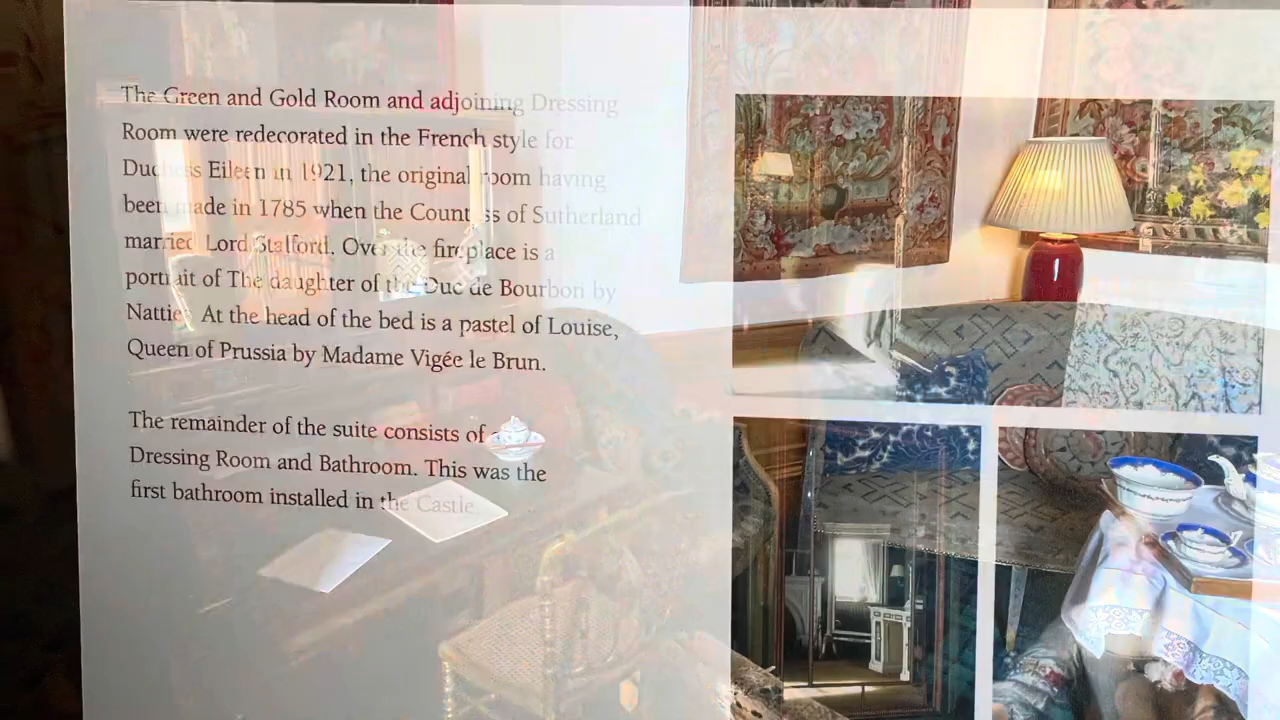 The Green and Gold Room and adjoining Dressing
Room were redecorated in the French style for
Duchess Eileen in 1921, the original room having
been made in 1785 when the Countess of Sutherland
married Lord Stafford. Over the fireplace is a
portrait of The daughter of the Duc de Bourbon by
Nattier. At the head of the bed is a pastel of Louise,
Queen of Prussia by Madame Vigée le Brun.
The remainder of the suite consists of
Dressing Room and Bathroom. This was the
first bathroom installed in the Castle.